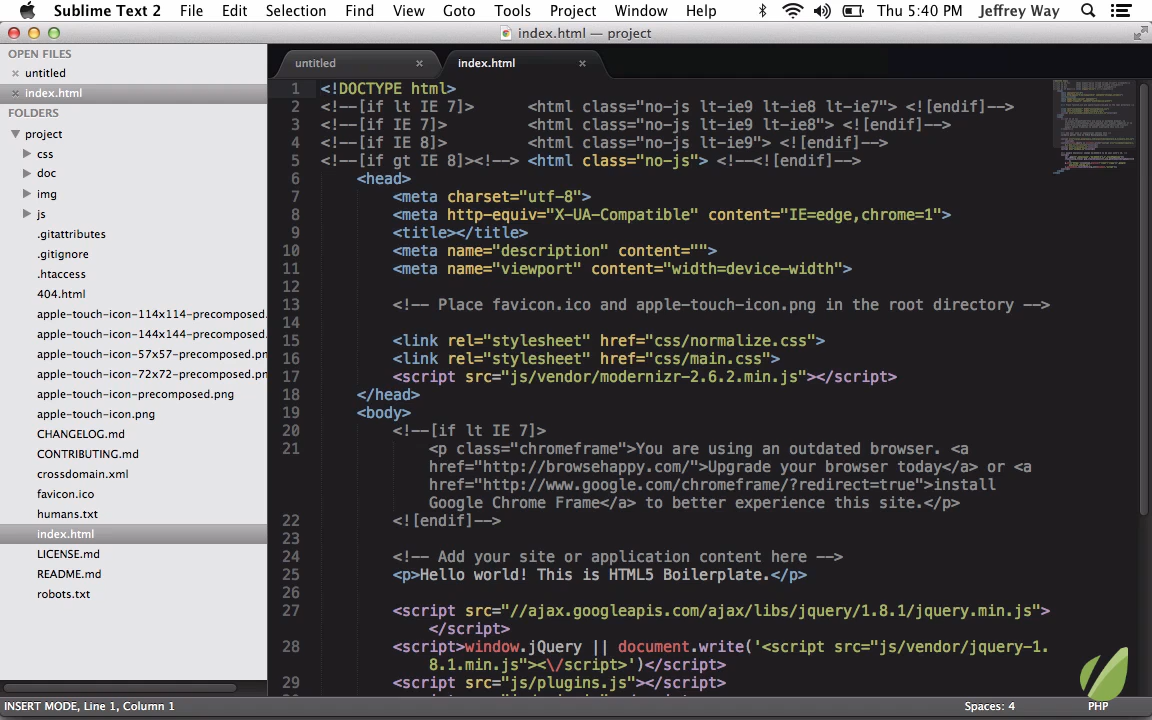 Sublime Text 2 File Edit Selection Find View Goto Tools Project Window Help Thu 5:40 PM Jeffrey Way
index.html — project
OPEN FILES
untitled
index.html
FOLDERS
project
css
doc
img
js
.gitattributes
.gitignore
.htaccess
404.html
apple-touch-icon-114x114-precomposed.
apple-touch-icon-144x144-precomposed.
apple-touch-icon-57x57-precomposed.pn
apple-touch-icon-72x72-precomposed.pn
apple-touch-icon-precomposed.png
apple-touch-icon.png
CHANGELOG.md
CONTRIBUTING.md
crossdomain.xml
favicon.ico
humans.txt
index.html
LICENSE.md
README.md
robots.txt
untitled index.html
1 <!DOCTYPE html>
2 <!--[if lt IE 7]>      <html class="no-js lt-ie9 lt-ie8 lt-ie7"> <![endif]-->
3 <!--[if IE 7]>         <html class="no-js lt-ie9 lt-ie8"> <![endif]-->
4 <!--[if IE 8]>         <html class="no-js lt-ie9"> <![endif]-->
5 <!--[if gt IE 8]><!--> <html class="no-js"> <!--<![endif]-->
6 <head>
7 <meta charset="utf-8">
8 <meta http-equiv="X-UA-Compatible" content="IE=edge,chrome=1">
9 <title></title>
10 <meta name="description" content="">
11 <meta name="viewport" content="width=device-width">
12
13 <!-- Place favicon.ico and apple-touch-icon.png in the root directory -->
14
15 <link rel="stylesheet" href="css/normalize.css">
16 <link rel="stylesheet" href="css/main.css">
17 <script src="js/vendor/modernizr-2.6.2.min.js"></script>
18 </head>
19 <body>
20 <!--[if lt IE 7]>
21 <p class="chromeframe">You are using an outdated browser. <a
href="http://browsehappy.com/">Upgrade your browser today</a> or <a
href="http://www.google.com/chromeframe/?redirect=true">install
Google Chrome Frame</a> to better experience this site.</p>
22 <![endif]-->
23
24 <!-- Add your site or application content here -->
25 <p>Hello world! This is HTML5 Boilerplate.</p>
26
27 <script src="//ajax.googleapis.com/ajax/libs/jquery/1.8.1/jquery.min.js">
</script>
28 <script>window.jQuery || document.write('<script src="js/vendor/jquery-1.
8.1.min.js"><\/script>')</script>
29 <script src="js/plugins.js"></script>
INSERT MODE, Line 1, Column 1 Spaces: 4 PHP